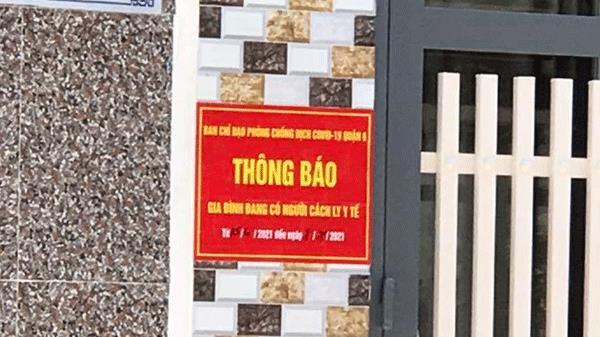 BAN CHỈ ĐẠO PHÒNG CHỐNG DỊCH COVID-19 QUẬN 6
THÔNG BÁO
GIA ĐÌNH ĐANG CÓ NGƯỜI CÁCH LY Y TẾ
Từ / / 2021 Đến ngày / / 2021